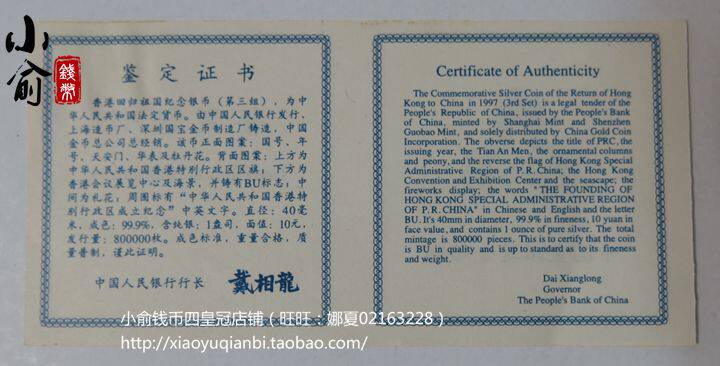 小俞
錢幣
鉴定证书
香港回归祖国纪念银币（第三组），为中
华人民共和国法定货币。由中国人民银行发行，
上海造币厂、深圳国宝金币制造厂铸造，中国
金币总公司总经销。该币正面图案：国号、年
号、天安门、华表及牡丹花。背面图案：上方为
中华人民共和国香港特别行政区区旗；下方为
香港会议展览中心及海景，并铸有BU标志；中
间为礼花；周围标有“中华人民共和国香港特
别行政区成立纪念”中英文字。直径：40毫
米，成色：99.9%，含纯银：1盎司，面值：10元，
发行量：800000枚。成色标准，重量合格，质
量普制，谨此证明。
中国人民银行行长 戴相龍
Certificate of Authenticity
The Commemorative Silver Coin of the Return of Hong
Kong to China in 1997 (3rd Set) is a legal tender of the
People's Republic of China, issued by the People's Bank
of China, minted by Shanghai Mint and Shenzhen
Guobao Mint, and solely distributed by China Gold Coin
Incorporation. The obverse depicts the title of PRC, the
issuing year, the Tian An Men, the ornamental columns
and peony, and the reverse the flag of Hong Kong Special
Administrative Region of P.R. China; the Hong Kong
Convention and Exhibition Center and the seascape; the
fireworks display; the words "THE FOUNDING OF
HONG KONG SPECIAL ADMINISTRATIVE REGION
OF P.R. CHINA" in Chinese and English and the letter
BU. It's 40mm in diameter, 99.9% in fineness, 10 yuan in
face value, and contains 1 ounce of pure silver. The total
mintage is 800000 pieces. This is to certify that the coin
is BU in quality and is up to standard as to its fineness
and weight.
Dai Xianglong
Governor
The People's Bank of China
小俞钱币四皇冠店铺（旺旺：娜夏02163228）
http://xiaoyuqianbi.taobao.com/